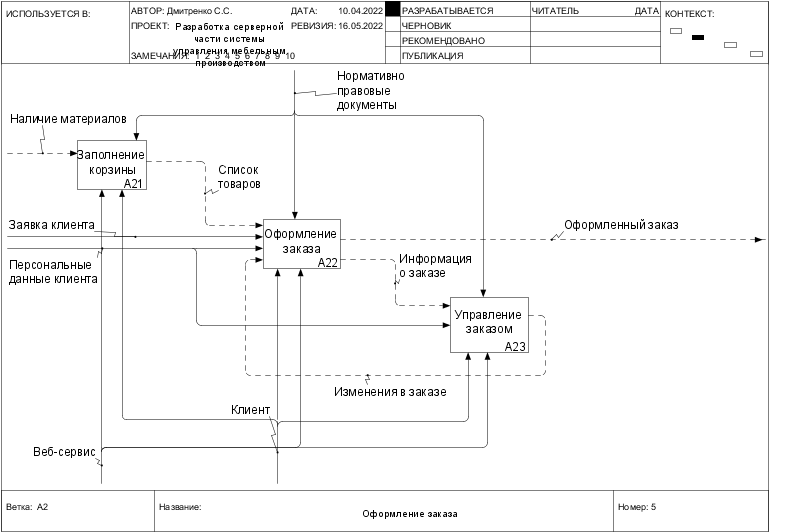 ИСПОЛЬЗУЕТСЯ В:
АВТОР: Дмитренко С.С.
ДАТА: 10.04.2022
РАЗРАБАТЫВАЕТСЯ
ЧИТАТЕЛЬ
ДАТА
КОНТЕКСТ:
ПРОЕКТ: Разработка серверной
части системы
управления мебельным
производством
РЕВИЗИЯ: 16.05.2022
ЧЕРНОВИК
РЕКОМЕНДОВАНО
ЗАМЕЧАНИЯ: 1 2 3 4 5 6 7 8 9 10
ПУБЛИКАЦИЯ
Нормативно
правовые
документы
Наличие материалов
Заполнение
корзины
A21
Список
товаров
Заявка клиента
Оформление
заказа
A22
Оформленный заказ
Персональные
данные клиента
Информация
о заказе
Управление
заказом
A23
Изменения в заказе
Клиент
Веб-сервис
Ветка: A2
Название:
Оформление заказа
Номер: 5